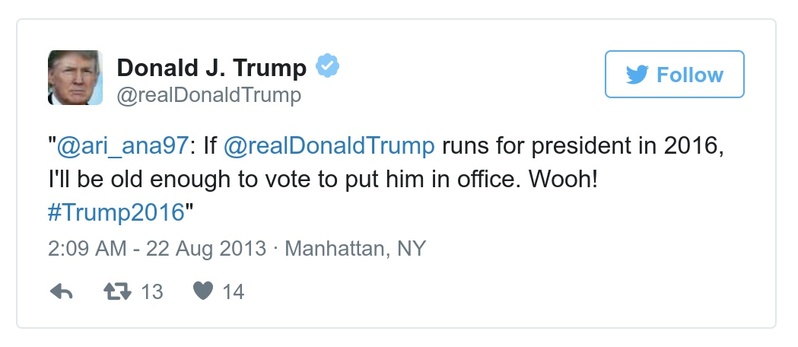 Donald J. Trump
@realDonaldTrump
Follow
"@ari_ana97: If @realDonaldTrump runs for president in 2016,
I'll be old enough to vote to put him in office. Wooh!
#Trump2016"
2:09 AM - 22 Aug 2013 · Manhattan, NY
13 14